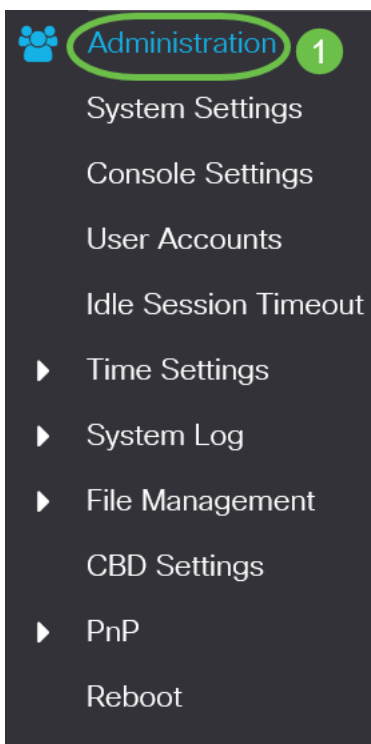 Administration 1
System Settings
Console Settings
User Accounts
Idle Session Timeout
Time Settings
System Log
File Management
CBD Settings
PnP
Reboot